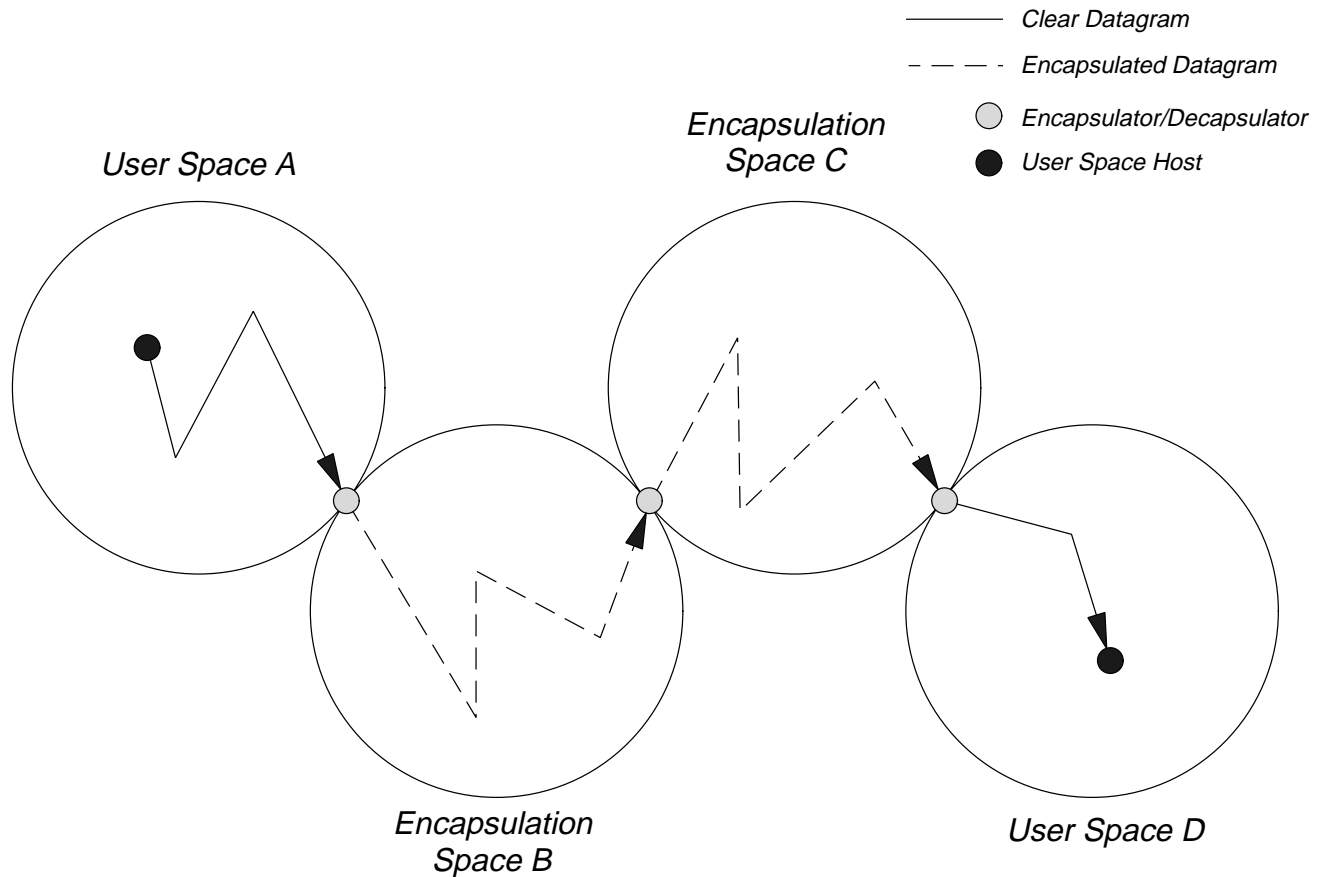 Clear Datagram
Encapsulated Datagram
Encapsulator/Decapsulator
User Space Host
User Space A
Encapsulation
Space C
Encapsulation
Space B
User Space D